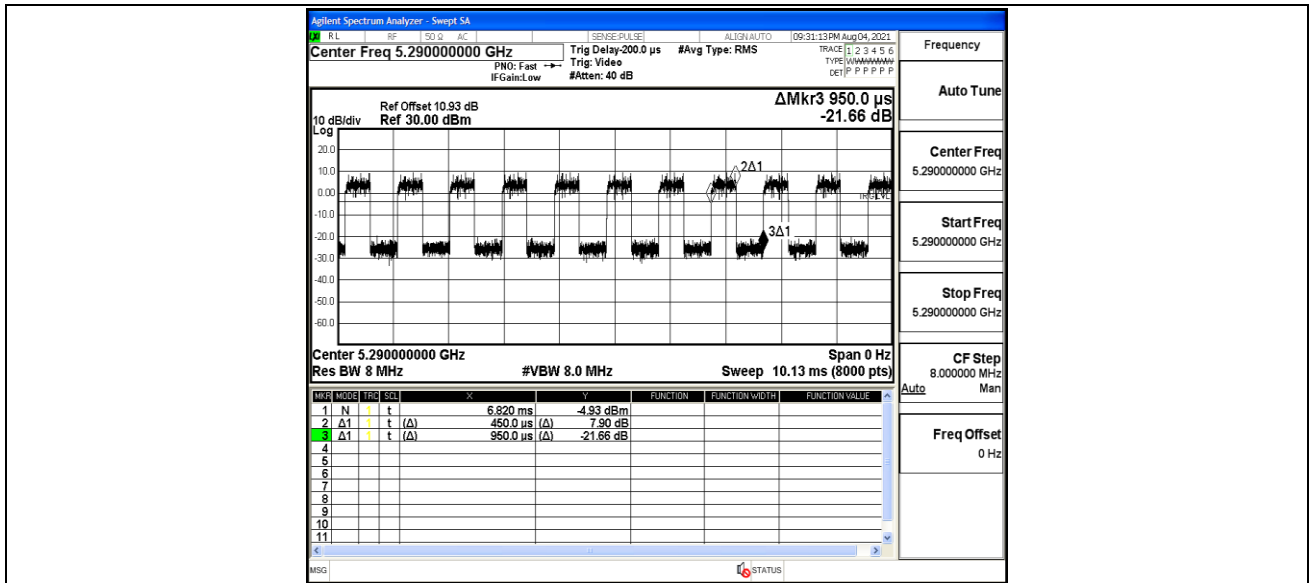 Agilent Spectrum Analyzer - Swept SA
RL RF 50 Ω AC SENSE:PULSE ALIGNAUTO 09:31:13PM Aug04, 2021
Center Freq 5.290000000 GHz
PNO: Fast
IFGain:Low
Trig Delay-200.0 µs
Trig: Video
#Atten: 40 dB
#Avg Type: RMS
TRACE 1 2 3 4 5 6
TYPE
DET P P P P P P
ΔMkr3 950.0 µs
-21.66 dB
Ref Offset 10.93 dB
10 dB/div Ref 30.00 dBm
Log
20.0
10.0
0.00
-10.0
-20.0
-30.0
-40.0
-50.0
-60.0
2Δ1
TRIG LVL
3Δ1
Center 5.290000000 GHz Span 0 Hz
Res BW 8 MHz #VBW 8.0 MHz Sweep 10.13 ms (8000 pts)
MKR MODE TRC SCL X Y FUNCTION FUNCTION WIDTH FUNCTION VALUE
1 N 1 t 6.820 ms -4.93 dBm
2 Δ1 1 t (Δ) 450.0 µs (Δ) 7.90 dB
3 Δ1 1 t (Δ) 950.0 µs (Δ) -21.66 dB
4
5
6
7
8
9
10
11
MSG STATUS
Frequency
Auto Tune
Center Freq
5.290000000 GHz
Start Freq
5.290000000 GHz
Stop Freq
5.290000000 GHz
CF Step
8.000000 MHz
Auto Man
Freq Offset
0 Hz